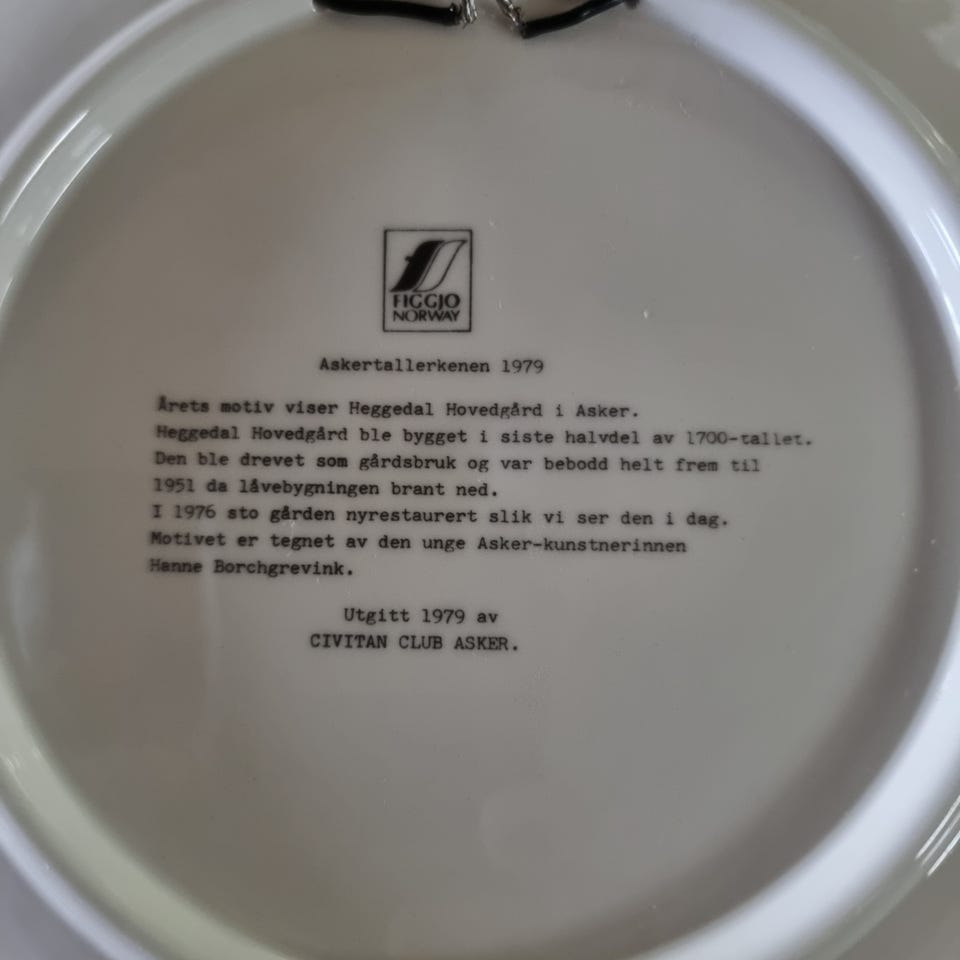 FIGGJO
NORWAY
Askertallerkenen 1979
Årets motiv viser Heggedal Hovedgård i Asker.
Heggedal Hovedgård ble bygget i siste halvdel av 1700-tallet.
Den ble drevet som gårdsbruk og var bebodd helt frem til
1951 da låvebygningen brant ned.
I 1976 sto gården nyrestaurert slik vi ser den i dag.
Motivet er tegnet av den unge Asker-kunstnerinnen
Hanne Borchgrevink.
Utgitt 1979 av
CIVITAN CLUB ASKER.